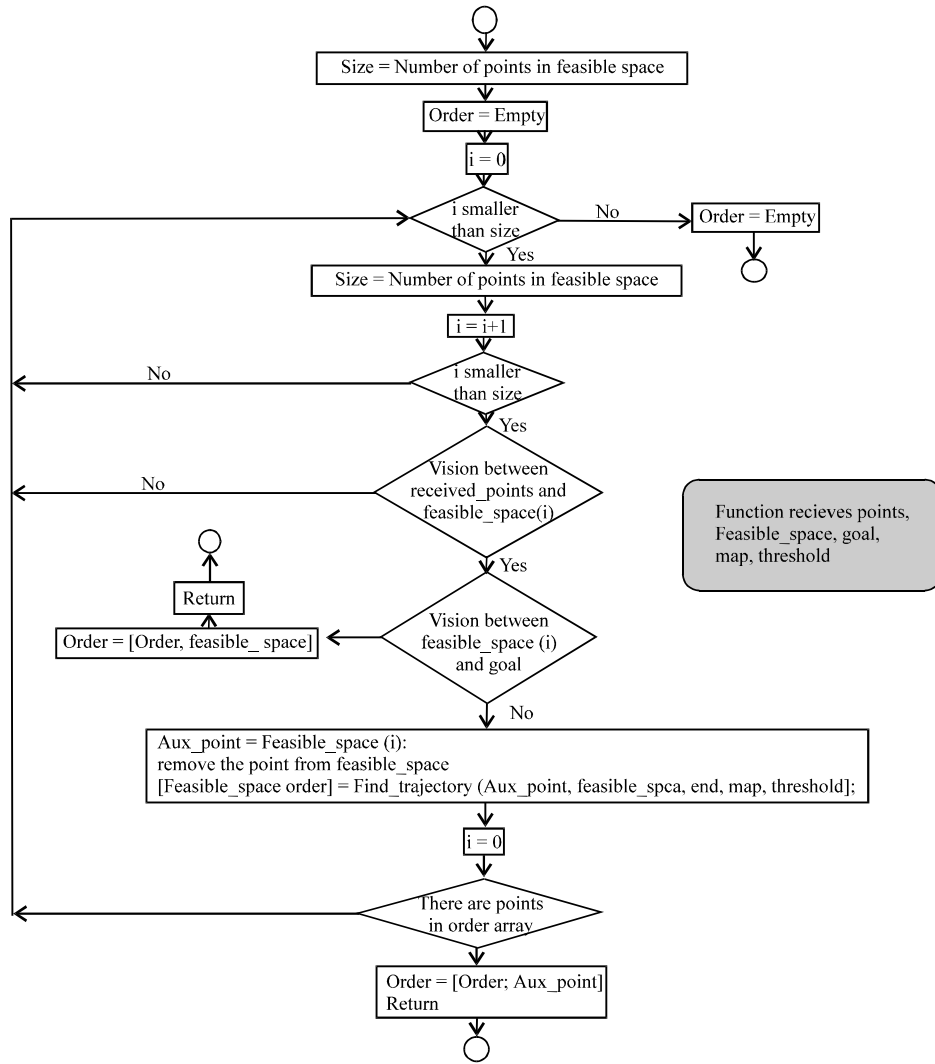 Size = Number of points in feasible space
Order = Empty
i = 0
i smaller
than size
No
Order = Empty
Yes
Size = Number of points in feasible space
i = i+1
No
i smaller
than size
Yes
No
Vision between
received_points and
feasible_space(i)
Function recieves points,
Feasible_space, goal,
map, threshold
Yes
Return
Order = [Order, feasible_ space]
Vision between
feasible_space (i)
and goal
No
Aux_point = Feasible_space (i):
remove the point from feasible_space
[Feasible_space order] = Find_trajectory (Aux_point, feasible_spca, end, map, threshold];
i = 0
There are points
in order array
Order = [Order; Aux_point]
Return